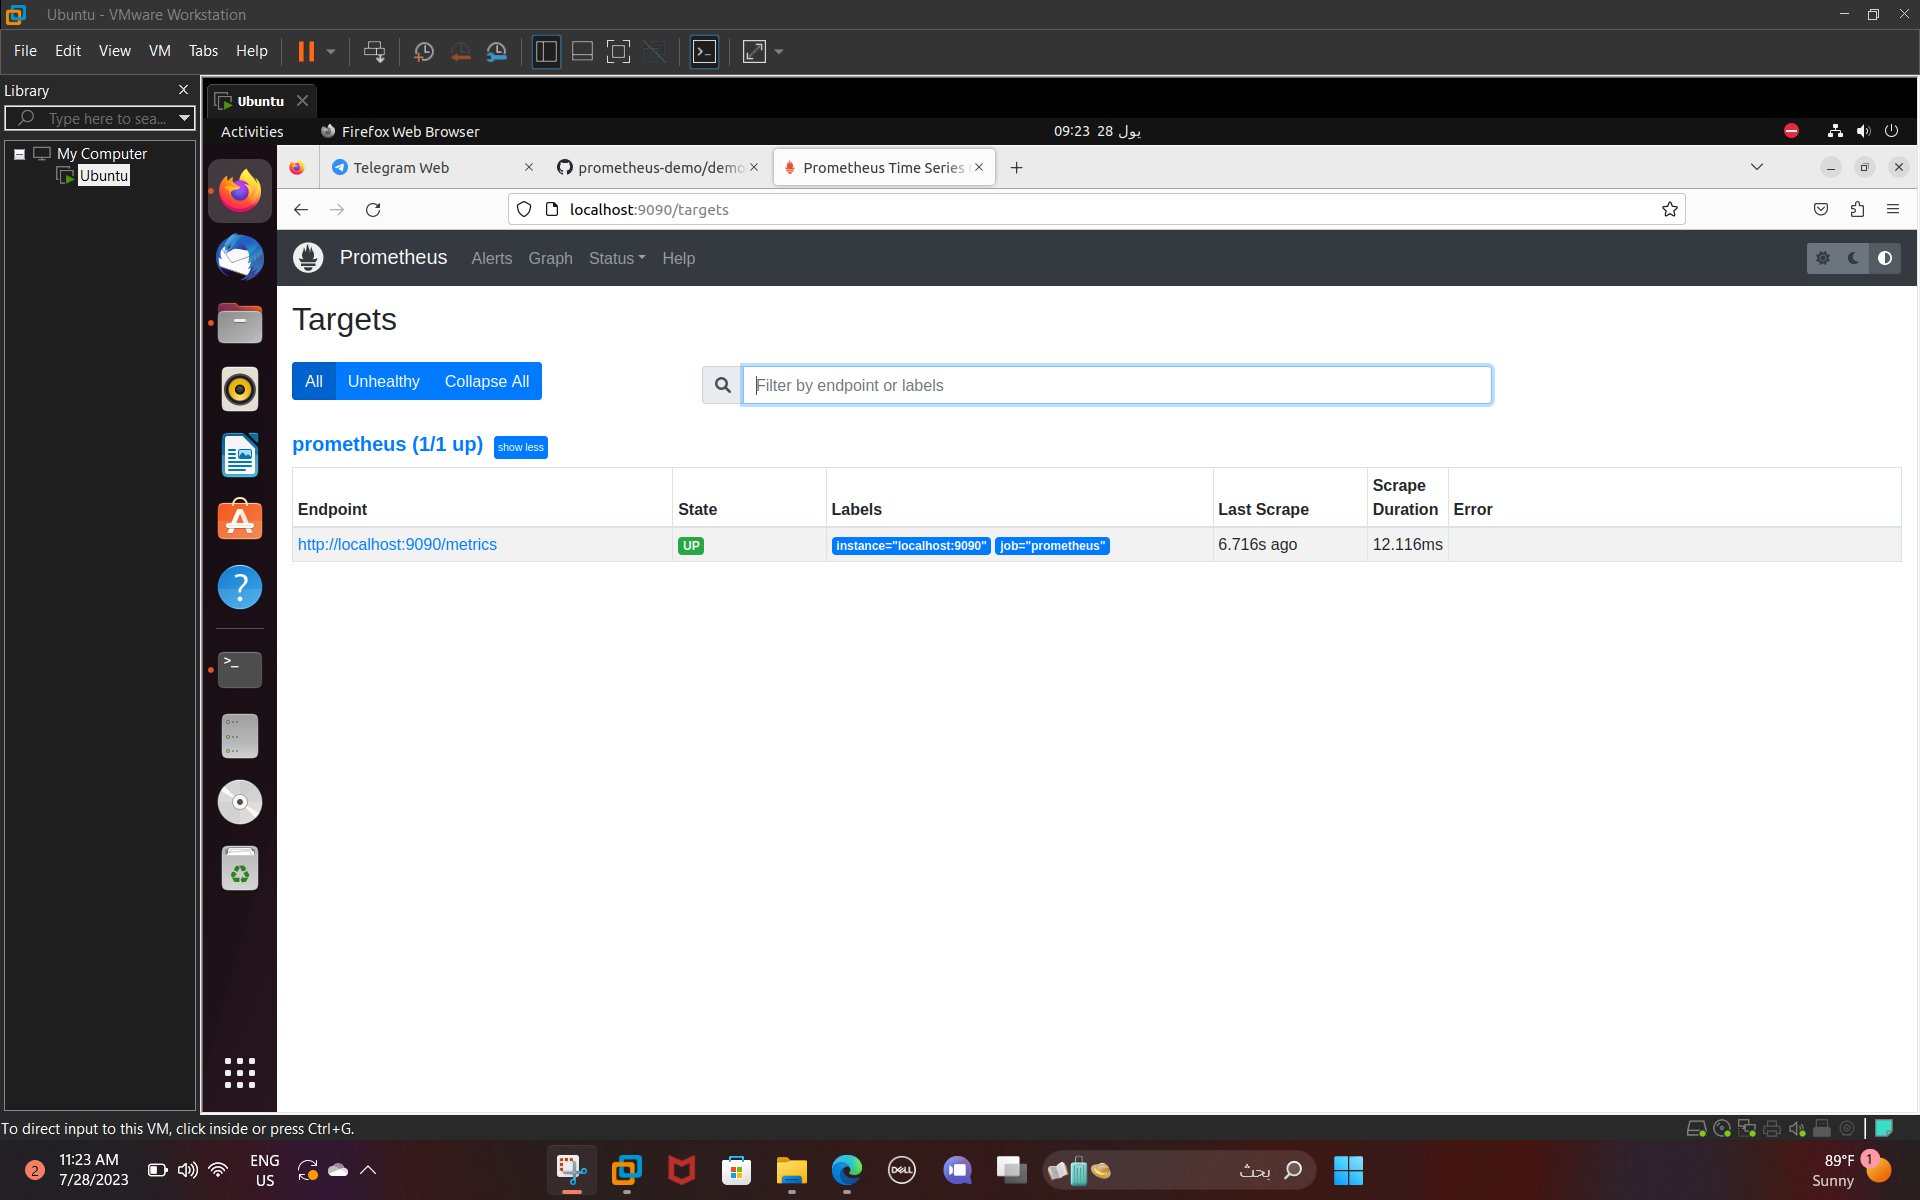 Ubuntu - VMware Workstation
File Edit View VM Tabs Help
Library
Type here to sea...
My Computer
Ubuntu
Ubuntu
Activities
Firefox Web Browser
09:23 28 يول
Telegram Web
prometheus-demo/demo
Prometheus Time Series
localhost:9090/targets
Prometheus
Alerts Graph Status Help
Targets
All Unhealthy Collapse All
Filter by endpoint or labels
prometheus (1/1 up) show less
Endpoint State Labels Last Scrape Scrape Duration Error
http://localhost:9090/metrics UP instance="localhost:9090" job="prometheus" 6.716s ago 12.116ms
To direct input to this VM, click inside or press Ctrl+G.
2
11:23 AM
7/28/2023
ENG
US
DELL
بحث
89°F
Sunny
1